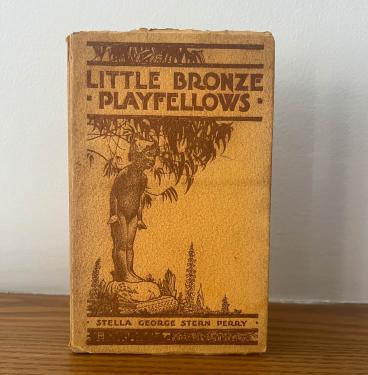 LITTLE BRONZE
· PLAYFELLOWS ·
· STELLA GEORGE STERN PERRY ·